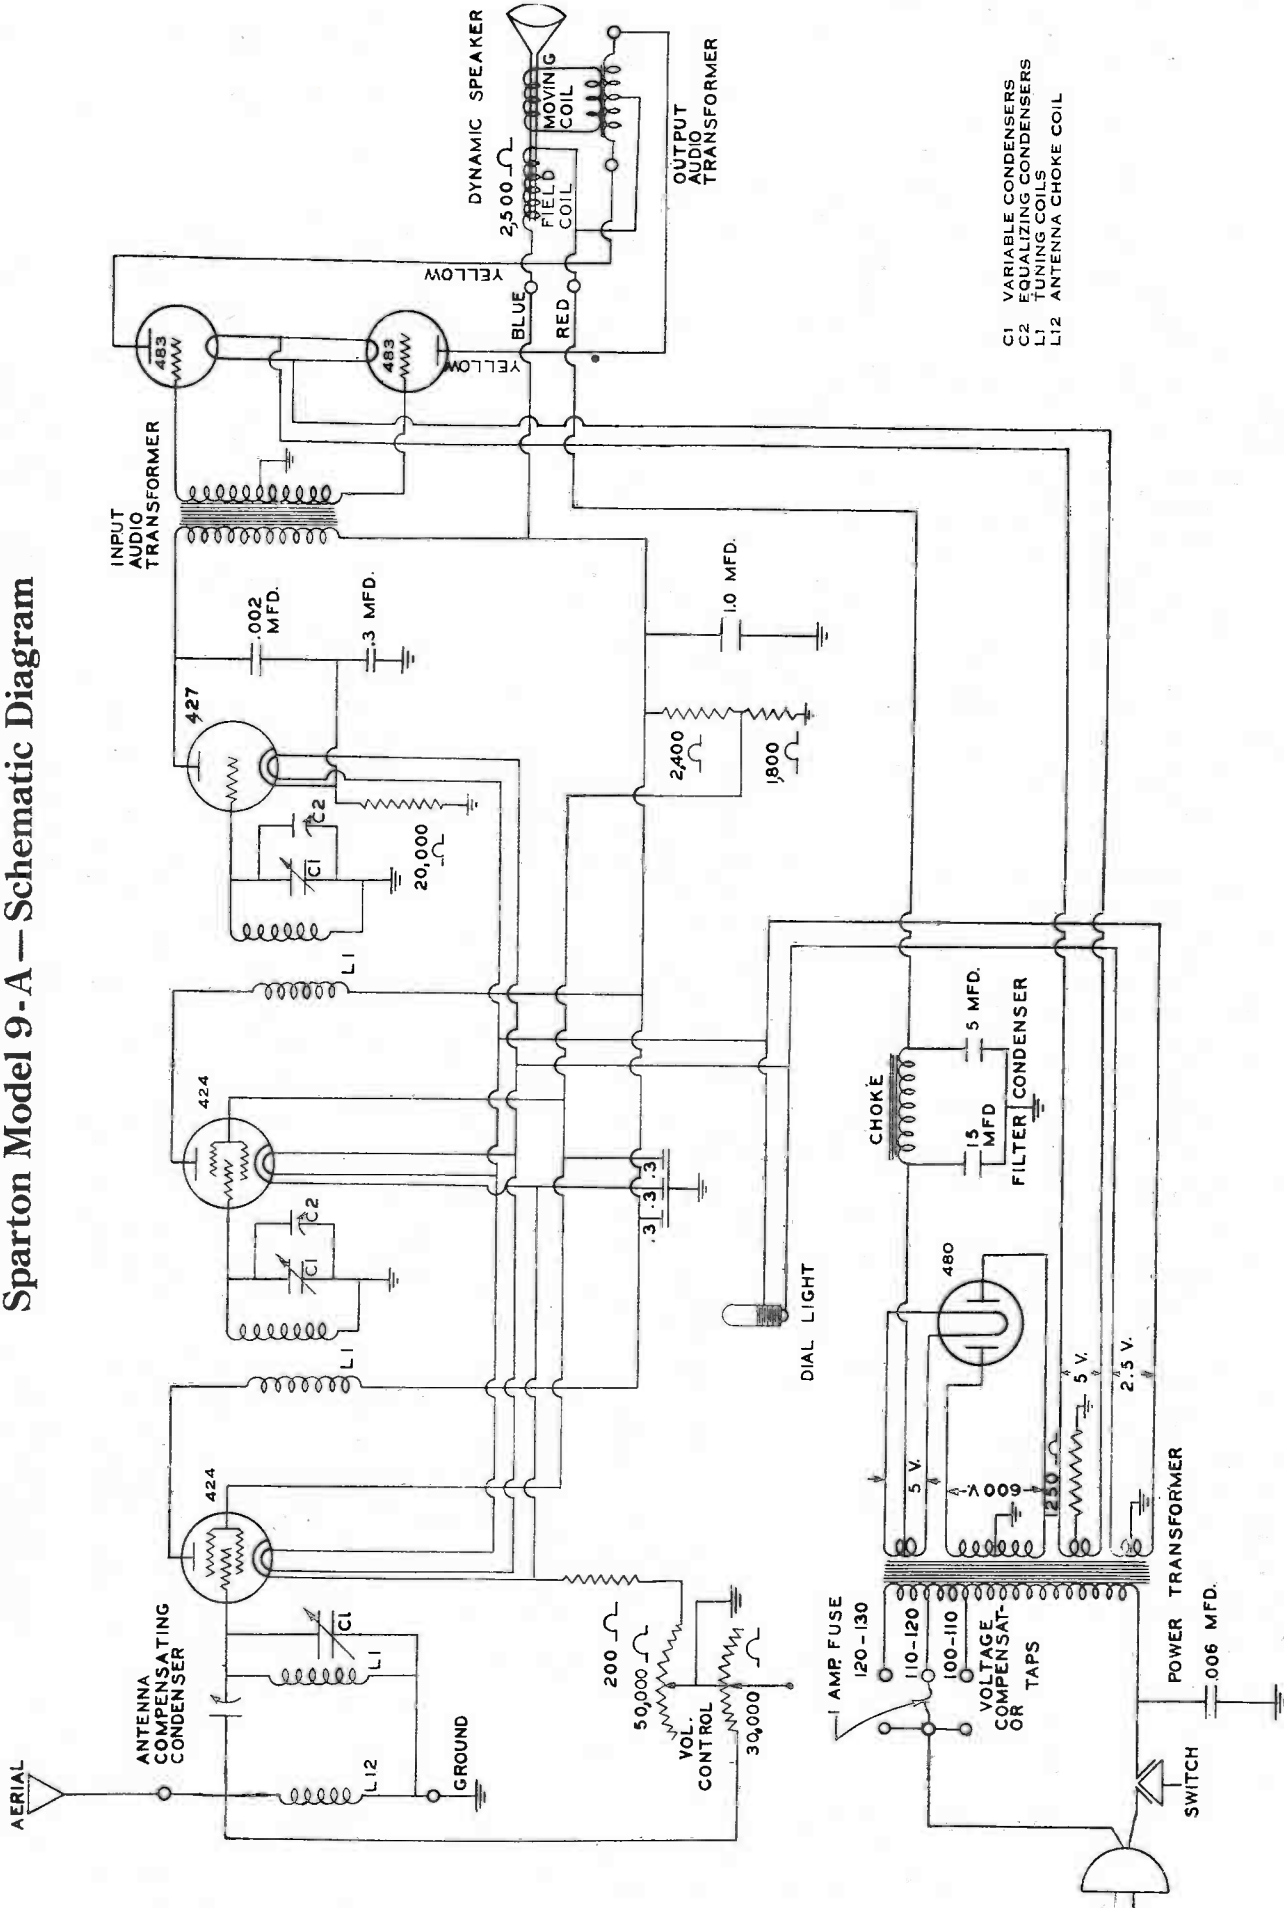 Sparton Model 9-A—Schematic Diagram
AERIAL
ANTENNA
COMPENSATING
CONDENSER
L12
GROUND
L1
C1
424
L1
L1
C1
C2
424
L1
C1
C2
427
20,000
.002
MFD.
.3 MFD.
INPUT
AUDIO
TRANSFORMER
483
483
YELLOW
YELLOW
BLUE
RED
DYNAMIC SPEAKER
2,500
FIELD
COIL
MOVING
COIL
OUTPUT
AUDIO
TRANSFORMER
200
50,000
VOL.
CONTROL
30,000
.3
.3
.3
2,400
1,800
1.0 MFD.
DIAL LIGHT
1 AMP. FUSE
120-130
110-120
100-110
VOLTAGE
COMPENSAT-
OR TAPS
SWITCH
.006 MFD.
POWER TRANSFORMER
5 V.
600 V.
1250
5 V.
2.5 V.
480
CHOKE
15
MFD
5 MFD.
FILTER CONDENSER
C1 VARIABLE CONDENSERS
C2 EQUALIZING CONDENSERS
L1 TUNING COILS
L12 ANTENNA CHOKE COIL